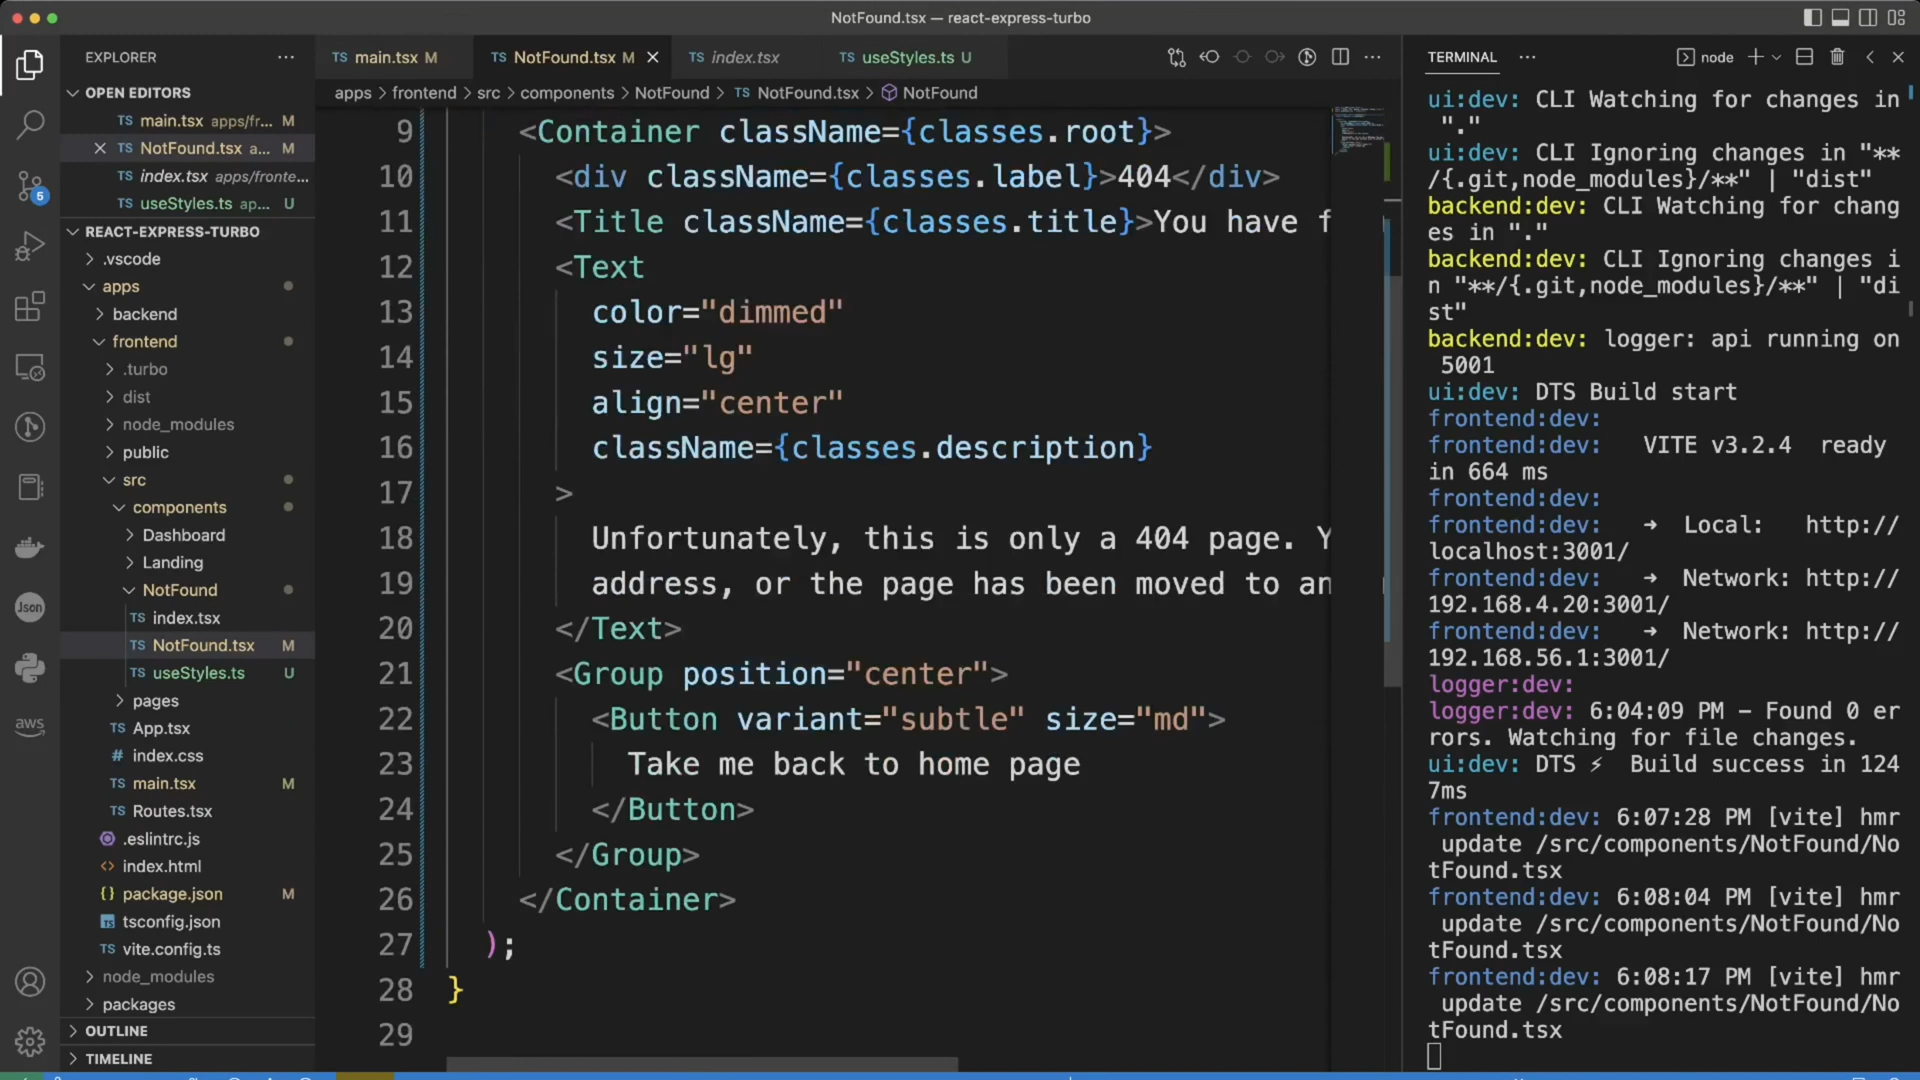 NotFound.tsx — react-express-turbo
EXPLORER
OPEN EDITORS
TS main.tsx apps/fr... M
TS NotFound.tsx a... M
index.tsx apps/fronte...
TS useStyles.ts ap... U
REACT-EXPRESS-TURBO
.vscode
apps
backend
frontend
.turbo
dist
node_modules
public
src
components
Dashboard
Landing
NotFound
TS index.tsx
TS NotFound.tsx M
TS useStyles.ts U
pages
TS App.tsx
# index.css
TS main.tsx M
TS Routes.tsx
.eslintrc.js
<> index.html
{} package.json M
tsconfig.json
TS vite.config.ts
node_modules
packages
OUTLINE
TIMELINE
5
Json
aws
TS main.tsx M
TS NotFound.tsx M
TS index.tsx
TS useStyles.ts U
apps > frontend > src > components > NotFound > TS NotFound.tsx > NotFound
9 <Container className={classes.root}>
10 <div className={classes.label}>404</div>
11 <Title className={classes.title}>You have f
12 <Text
13 color="dimmed"
14 size="lg"
15 align="center"
16 className={classes.description}
17 >
18 Unfortunately, this is only a 404 page. Y
19 address, or the page has been moved to an
20 </Text>
21 <Group position="center">
22 <Button variant="subtle" size="md">
23 Take me back to home page
24 </Button>
25 </Group>
26 </Container>
27 );
28 }
29
TERMINAL
node
ui:dev: CLI Watching for changes in
"."
ui:dev: CLI Ignoring changes in "**
/{.git,node_modules}/**" | "dist"
backend:dev: CLI Watching for chang
es in "."
backend:dev: CLI Ignoring changes i
n "**/{.git,node_modules}/**" | "di
st"
backend:dev: logger: api running on
5001
ui:dev: DTS Build start
frontend:dev:
frontend:dev: VITE v3.2.4 ready
in 664 ms
frontend:dev:
frontend:dev: ➜ Local: http://
localhost:3001/
frontend:dev: ➜ Network: http://
192.168.4.20:3001/
frontend:dev: ➜ Network: http://
192.168.56.1:3001/
logger:dev:
logger:dev: 6:04:09 PM – Found 0 er
rors. Watching for file changes.
ui:dev: DTS ⚡ Build success in 124
7ms
frontend:dev: 6:07:28 PM [vite] hmr
update /src/components/NotFound/No
tFound.tsx
frontend:dev: 6:08:04 PM [vite] hmr
update /src/components/NotFound/No
tFound.tsx
frontend:dev: 6:08:17 PM [vite] hmr
update /src/components/NotFound/No
tFound.tsx